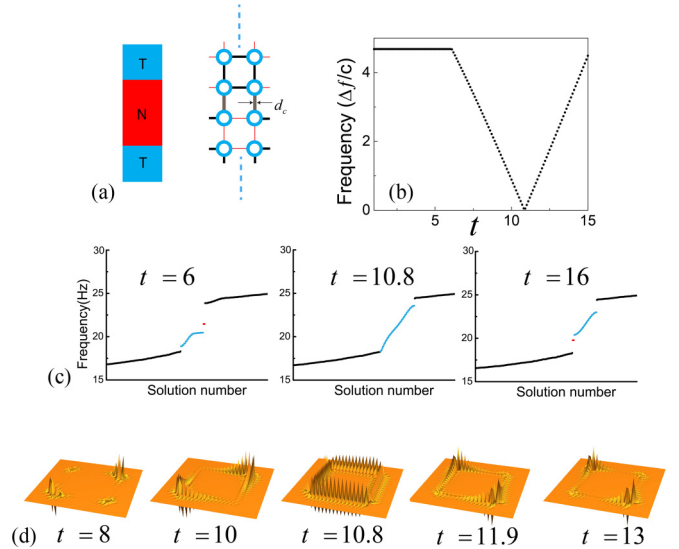 T
N
T
d_c
(a)
Frequency (Δf/c)
4
2
0
5
10
15
t
(b)
Frequency(Hz)
30
25
20
15
t = 6
t = 10.8
30
25
20
15
t = 16
30
25
20
15
Solution number
Solution number
Solution number
(c)
(d)
t = 8
t = 10
t = 10.8
t = 11.9
t = 13